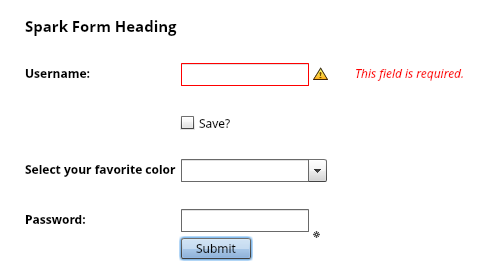 Spark Form Heading
Username:
This field is required.
Save?
Select your favorite color
Password:
Submit